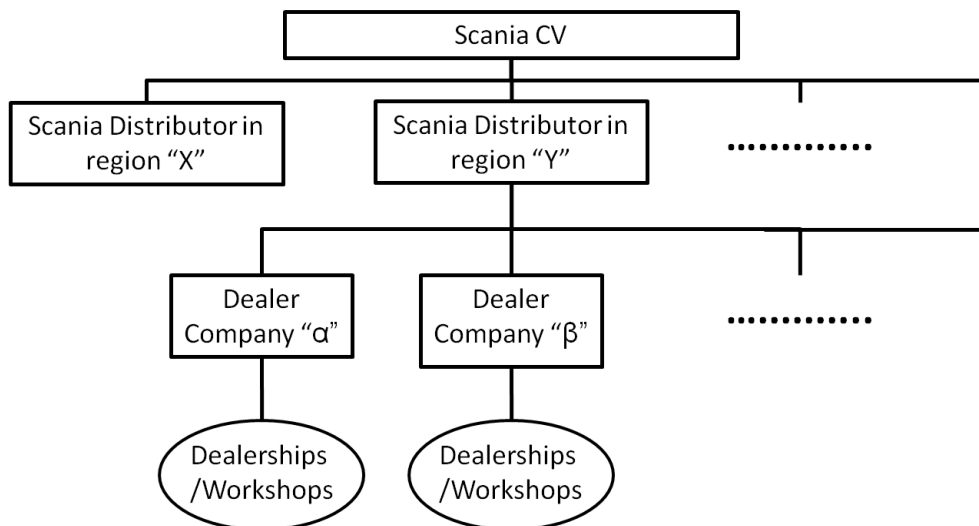 Scania CV
Scania Distributor in
region “X”
Scania Distributor in
region “Y”
.............
Dealer
Company “α”
Dealer
Company “β”
.............
Dealerships
/Workshops
Dealerships
/Workshops